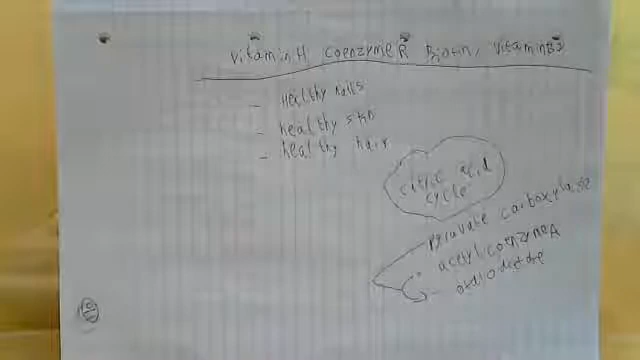 Vitamin H Coenzyme R Biotin, Vitamin B7
- Healthy nails
- healthy skin
- healthy hair
citric acid
cycle
pyruvate carboxylase
acetyl coenzyme A